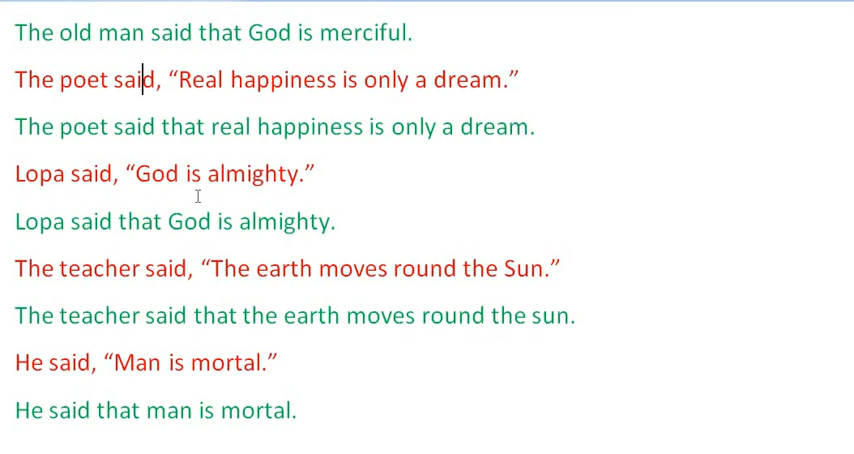 The old man said that God is merciful.
The poet said, “Real happiness is only a dream.”
The poet said that real happiness is only a dream.
Lopa said, “God is almighty.”
Lopa said that God is almighty.
The teacher said, “The earth moves round the Sun.”
The teacher said that the earth moves round the sun.
He said, “Man is mortal.”
He said that man is mortal.